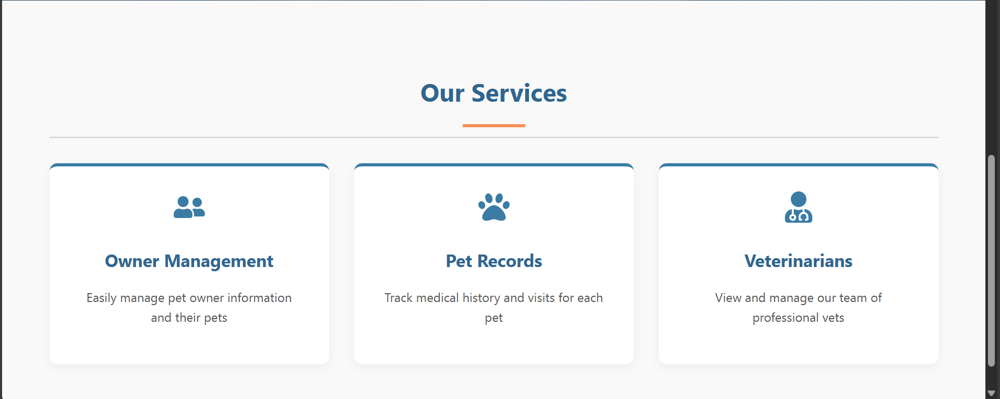 Our Services
Owner Management
Easily manage pet owner information
and their pets
Pet Records
Track medical history and visits for each
pet
Veterinarians
View and manage our team of
professional vets